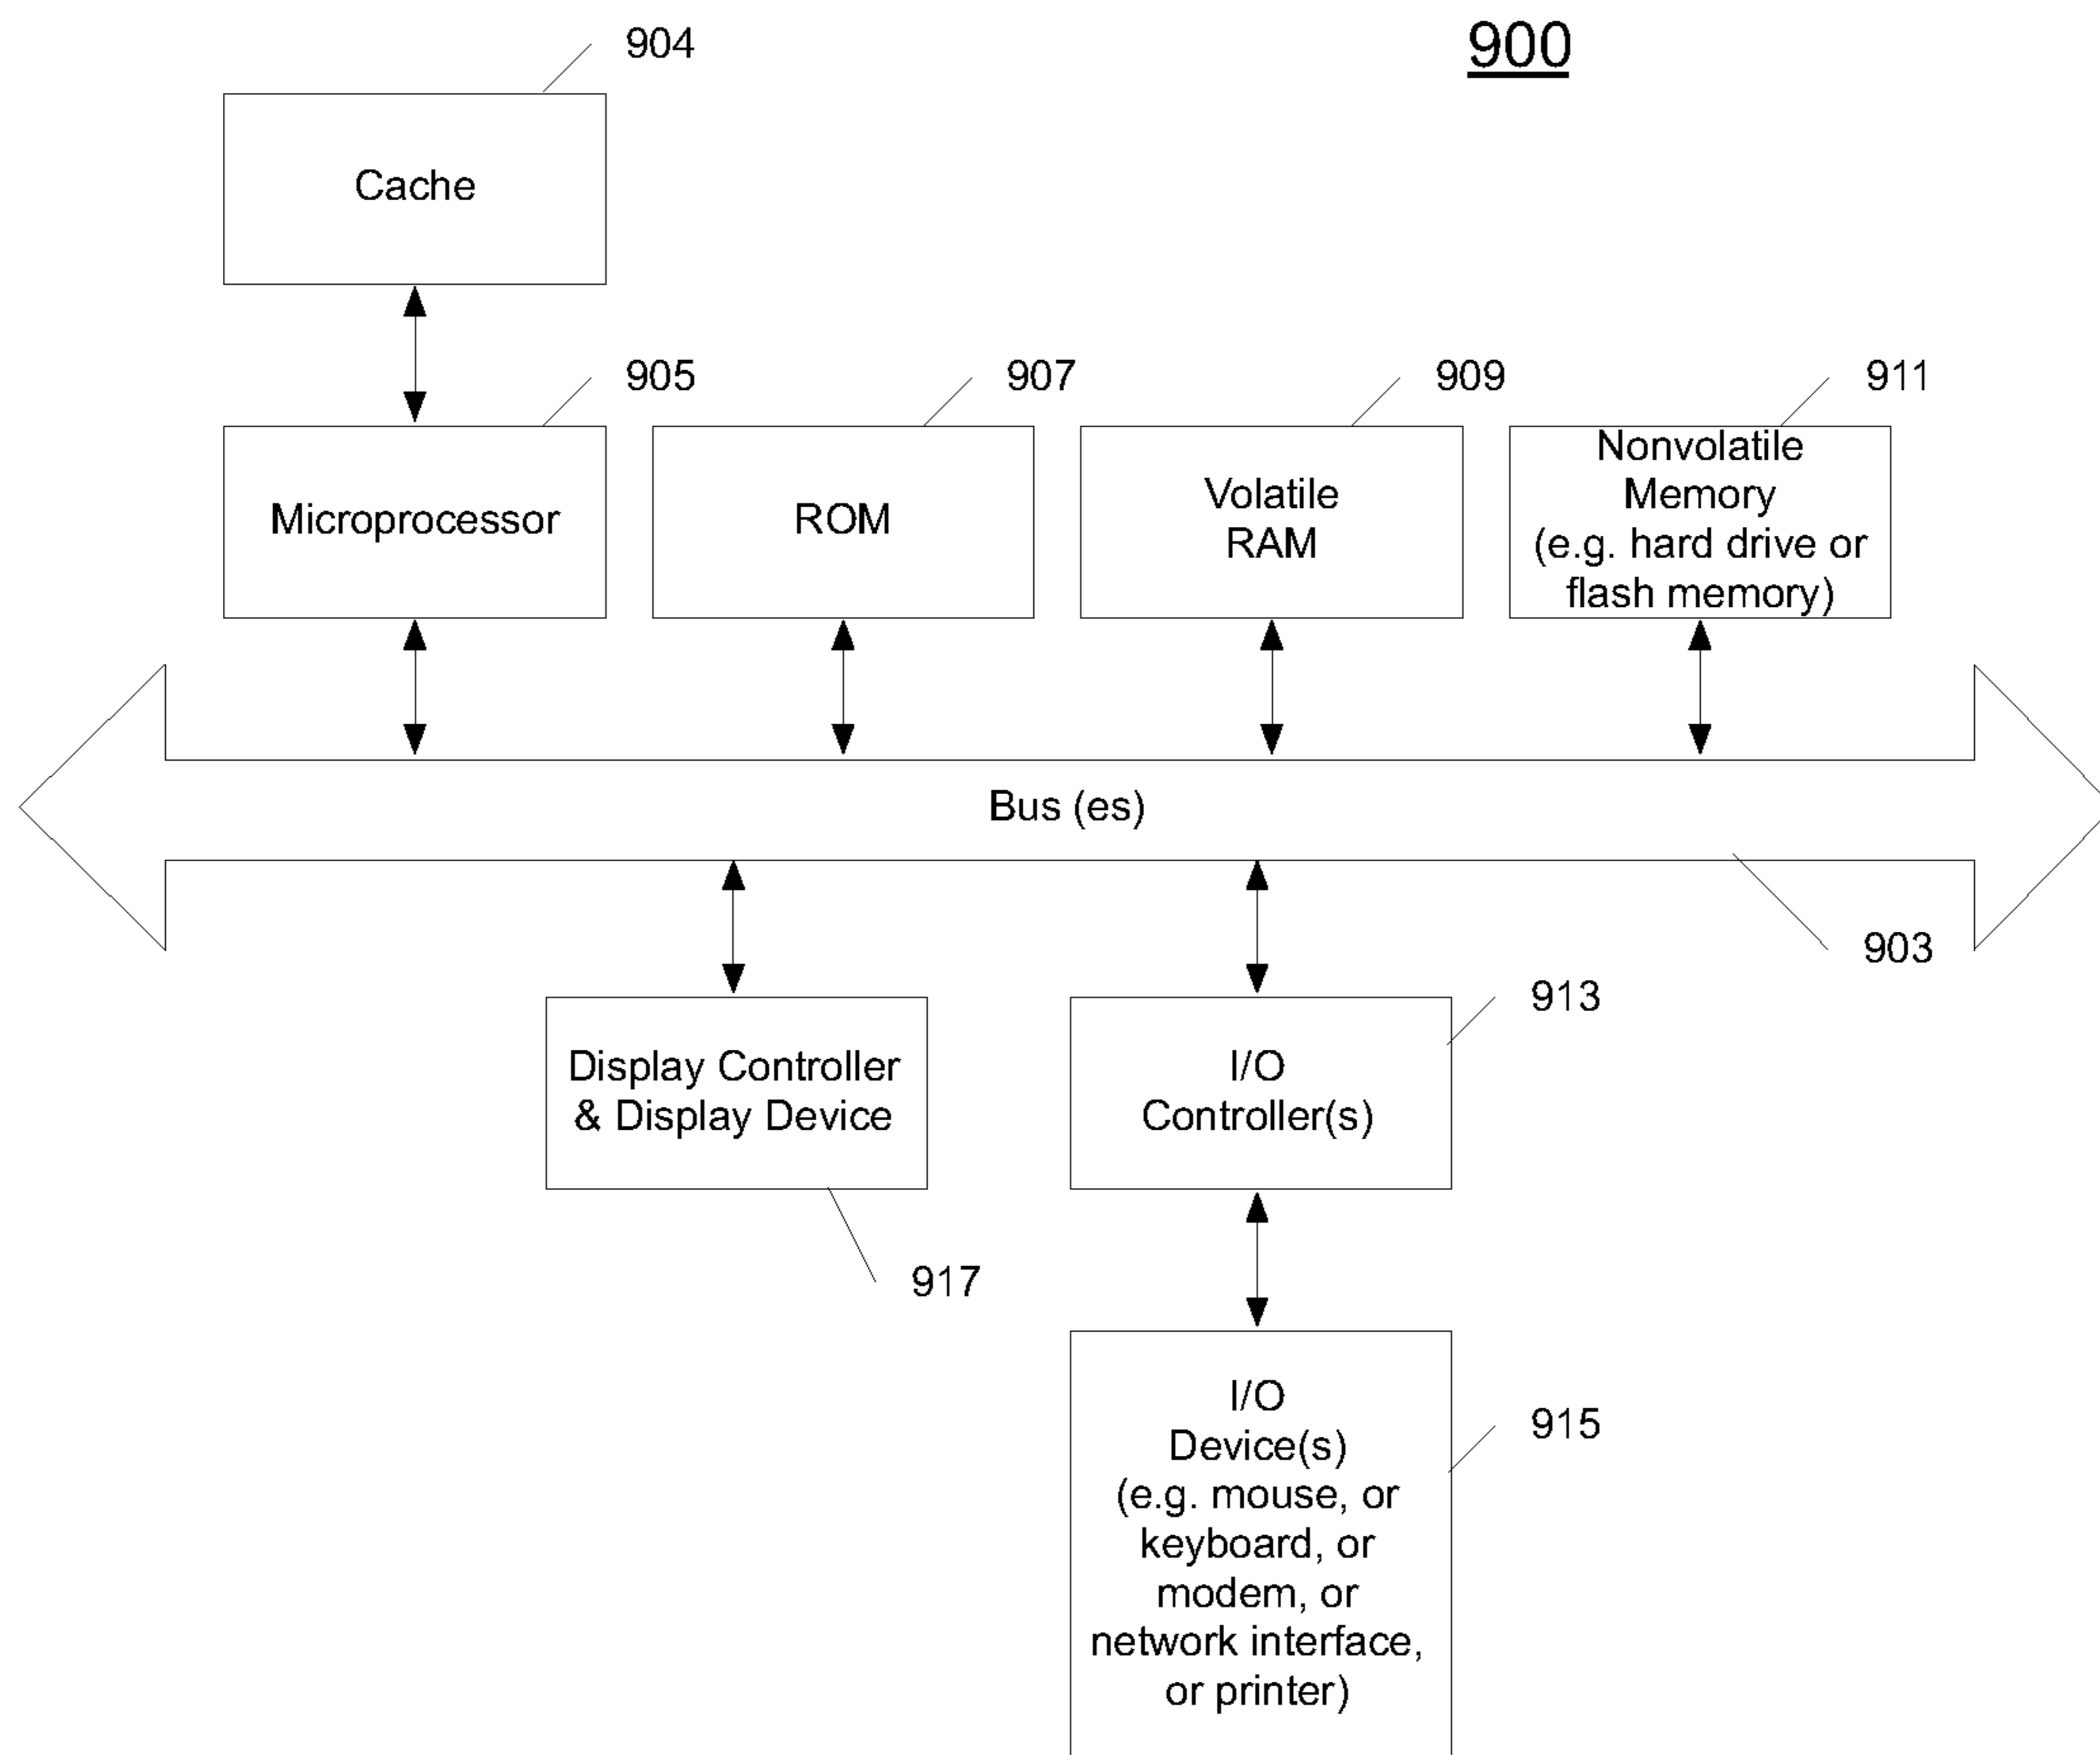 904
900
Cache
905
907
909
911
Microprocessor
ROM
Volatile
RAM
Nonvolatile
Memory
(e.g. hard drive or
flash memory)
Bus (es)
903
Display Controller
& Display Device
917
I/O
Controller(s)
913
I/O
Device(s)
(e.g. mouse, or
keyboard, or
modem, or
network interface,
or printer)
915